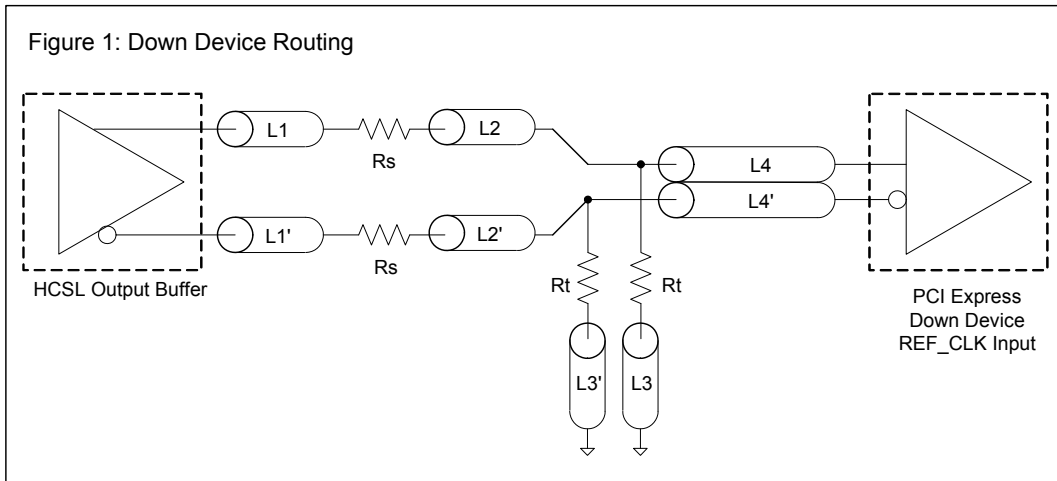 Figure 1: Down Device Routing
L1
Rs
L2
L4
L4'
L1'
Rs
L2'
HCSL Output Buffer
Rt
Rt
L3'
L3
PCI Express
Down Device
REF_CLK Input